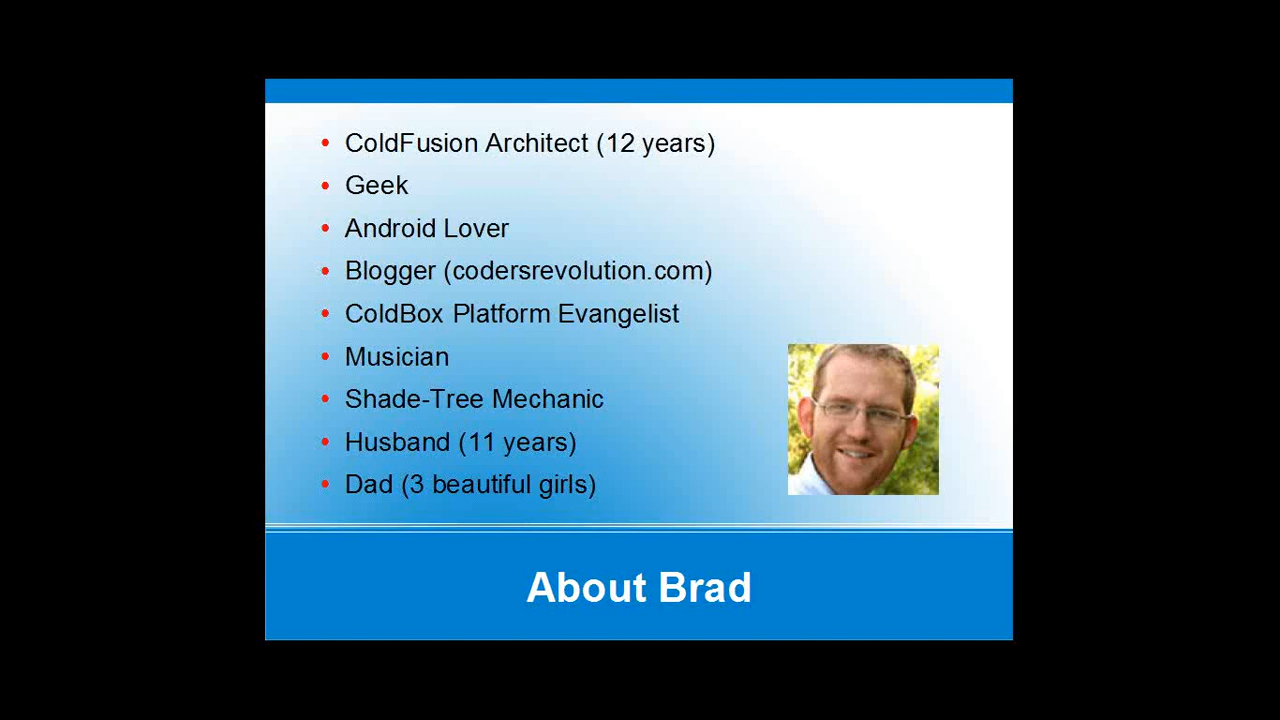 ColdFusion Architect (12 years)
Geek
Android Lover
Blogger (codersrevolution.com)
ColdBox Platform Evangelist
Musician
Shade-Tree Mechanic
Husband (11 years)
Dad (3 beautiful girls)
About Brad